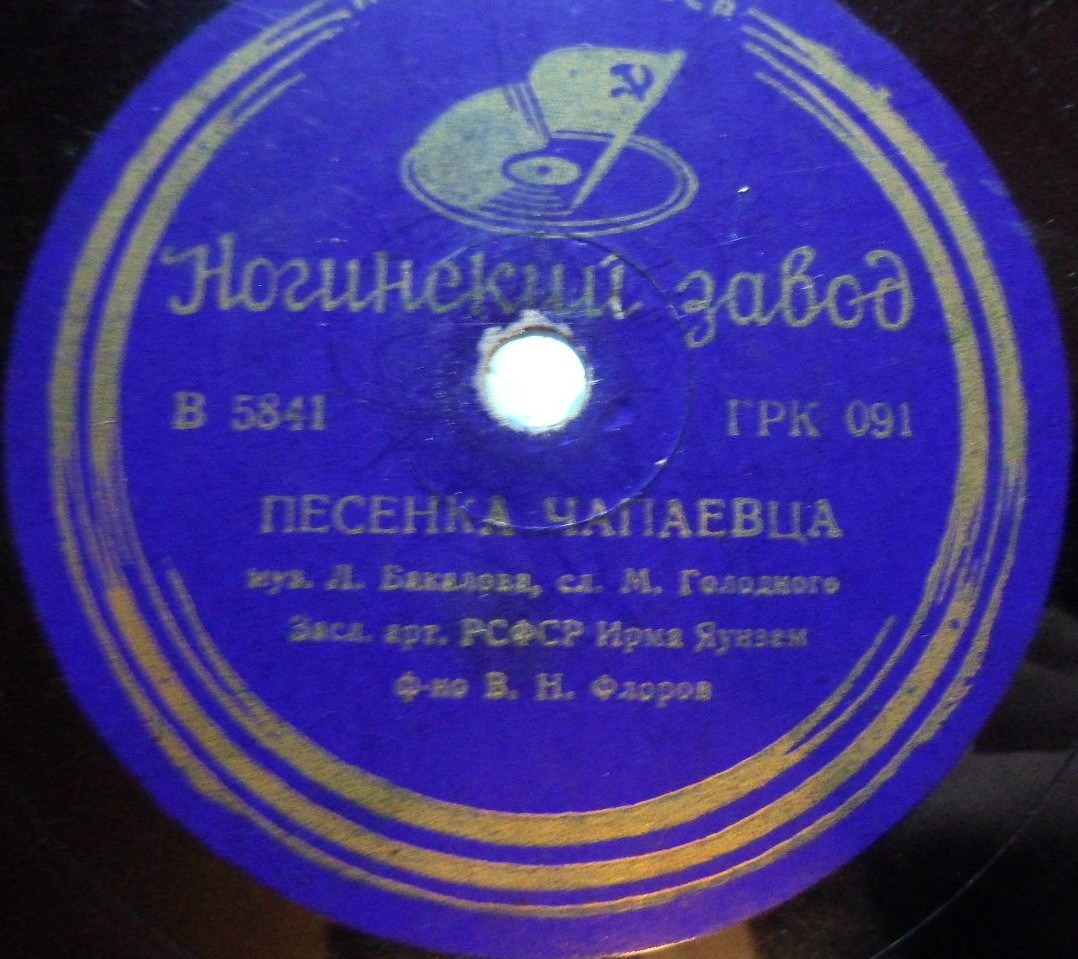 Ногинский завод
В 5841 ГРК 091
ПЕСЕНКА ЧАПАЕВЦА
муз. Л. Бакалова, сл. М. Голодного
Засл. арт. РСФСР Ирма Яунзем
ф-но В. Н. Флоров